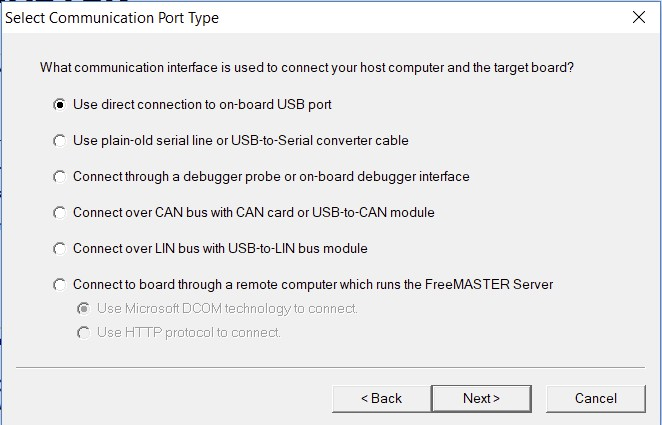 Select Communication Port Type
What communication interface is used to connect your host computer and the target board?
Use direct connection to on-board USB port
Use plain-old serial line or USB-to-Serial converter cable
Connect through a debugger probe or on-board debugger interface
Connect over CAN bus with CAN card or USB-to-CAN module
Connect over LIN bus with USB-to-LIN bus module
Connect to board through a remote computer which runs the FreeMASTER Server
Use Microsoft DCOM technology to connect.
Use HTTP protocol to connect.
< Back
Next >
Cancel